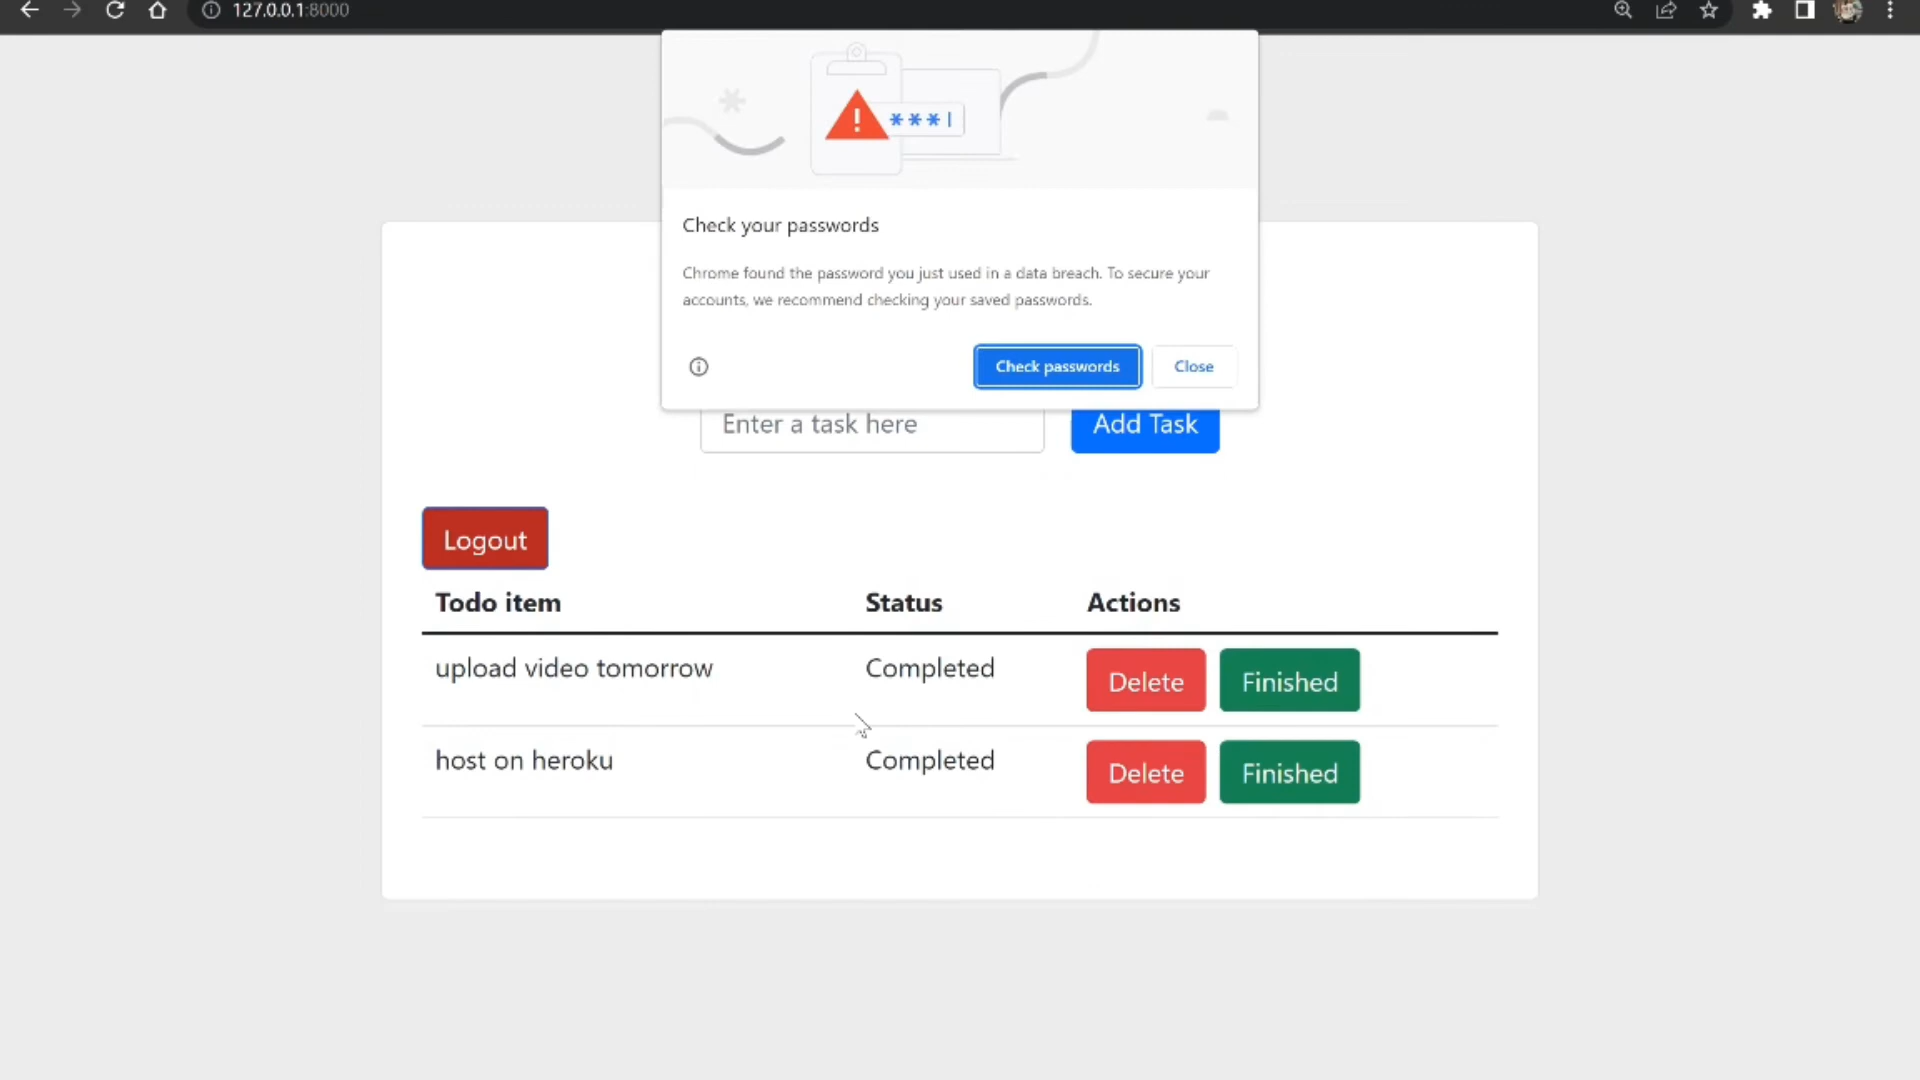 127.0.0.1:8000
***|
Check your passwords
Chrome found the password you just used in a data breach. To secure your
accounts, we recommend checking your saved passwords.
Check passwords
Close
Enter a task here
Add Task
Logout
Todo item
Status
Actions
upload video tomorrow
Completed
Delete
Finished
host on heroku
Completed
Delete
Finished